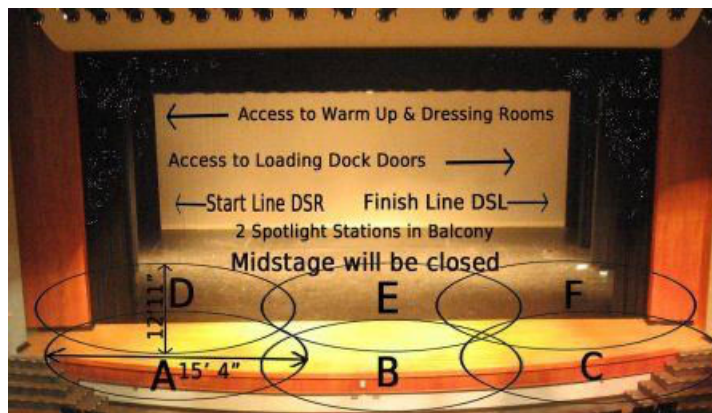 Access to Warm Up & Dressing Rooms
Access to Loading Dock Doors
Start Line DSR Finish Line DSL
2 Spotlight Stations in Balcony
Midstage will be closed
D E F
12'11"
A 15' 4" B C